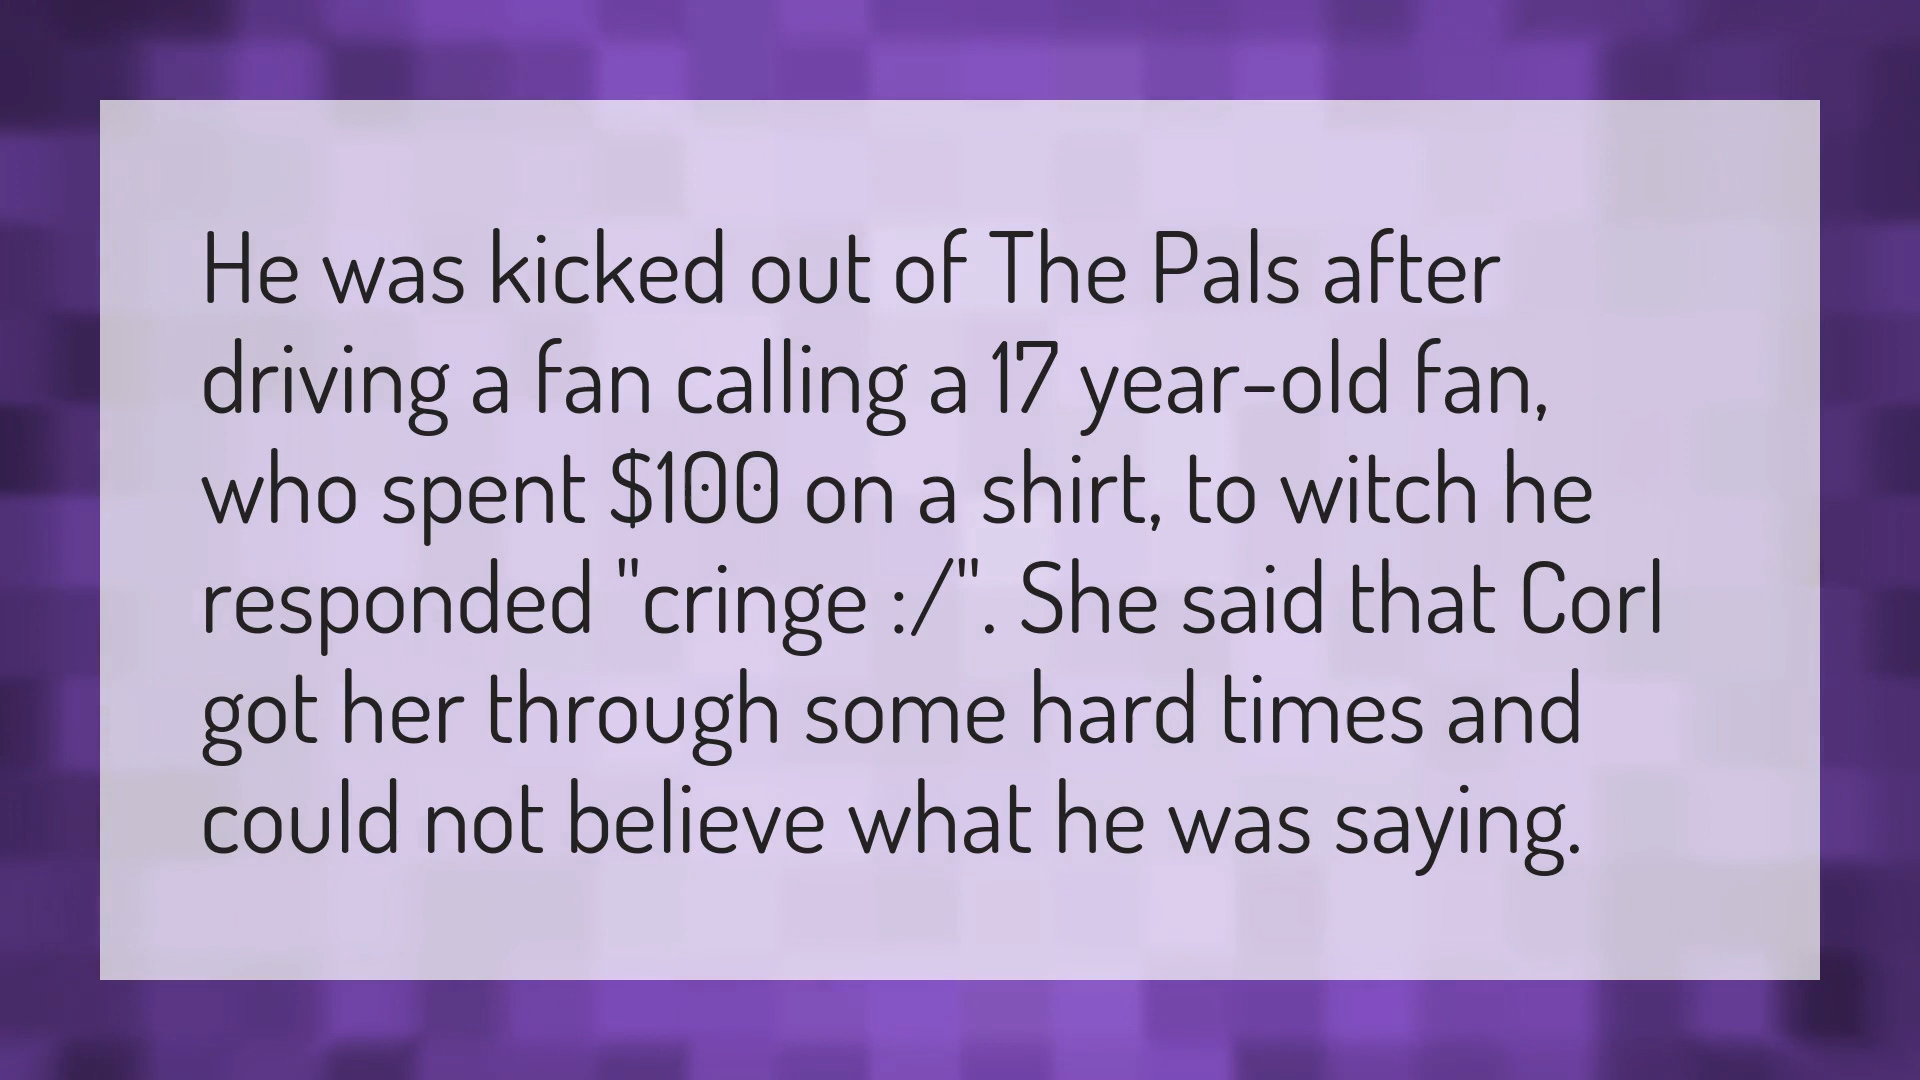 He was kicked out of The Pals after
driving a fan calling a 17 year-old fan,
who spent $100 on a shirt, to witch he
responded "cringe :/". She said that Corl
got her through some hard times and
could not believe what he was saying.